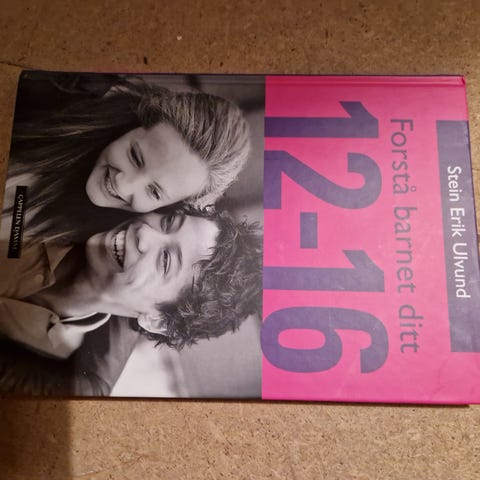 Stein Erik Ulvund
Forstå barnet ditt
12-16
CAPPELEN DAMM